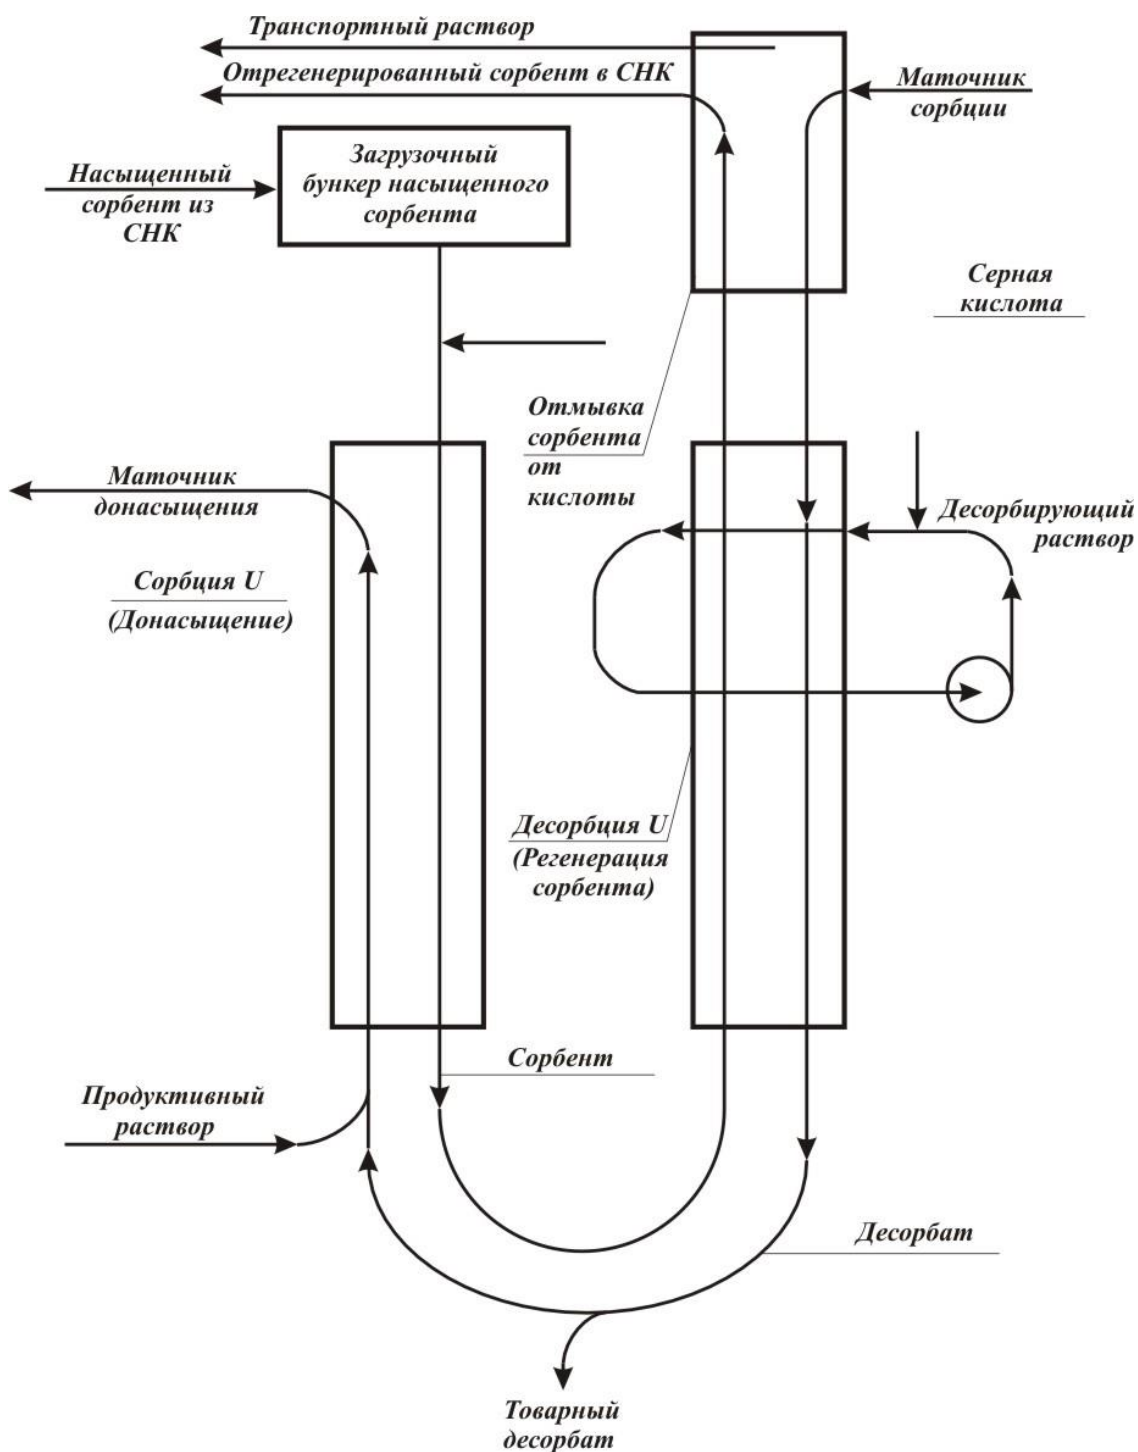 Транспортный раствор
Отрегенерированный сорбент в СНК
Маточник
сорбции
Загрузочный
бункер насыщенного
сорбента
Насыщенный
сорбент из
СНК
Серная
кислота
Отмывка
сорбента
от
кислоты
Маточник
донасыщения
Десорбирующий
раствор
Сорбция U
(Донасыщение)
Десорбция U
(Регенерация
сорбента)
Сорбент
Продуктивный
раствор
Десорбат
Товарный
десорбат